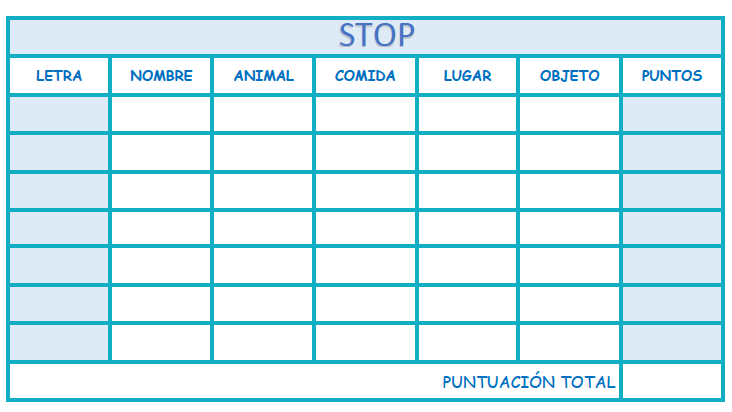 STOP
LETRA NOMBRE ANIMAL COMIDA LUGAR OBJETO PUNTOS
PUNTUACIÓN TOTAL